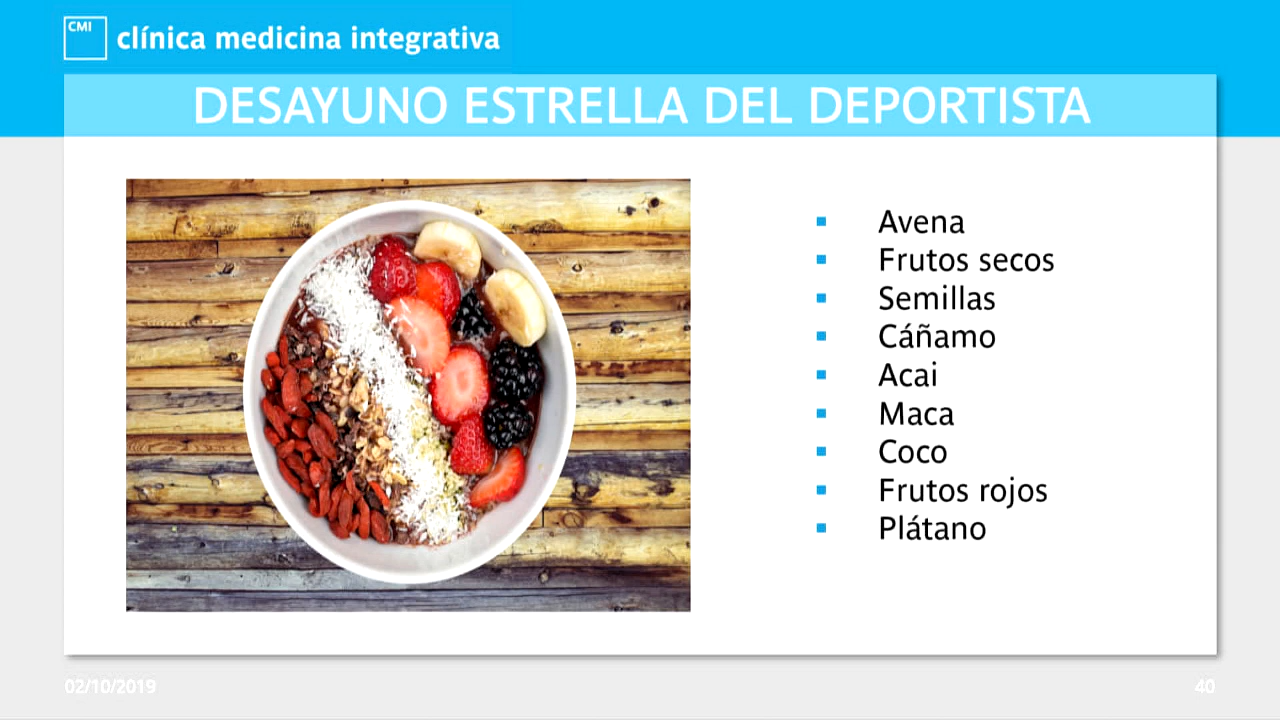 CMI
clínica medicina integrativa
DESAYUNO ESTRELLA DEL DEPORTISTA
Avena
Frutos secos
Semillas
Cáñamo
Acai
Maca
Coco
Frutos rojos
Plátano
02/10/2019
40